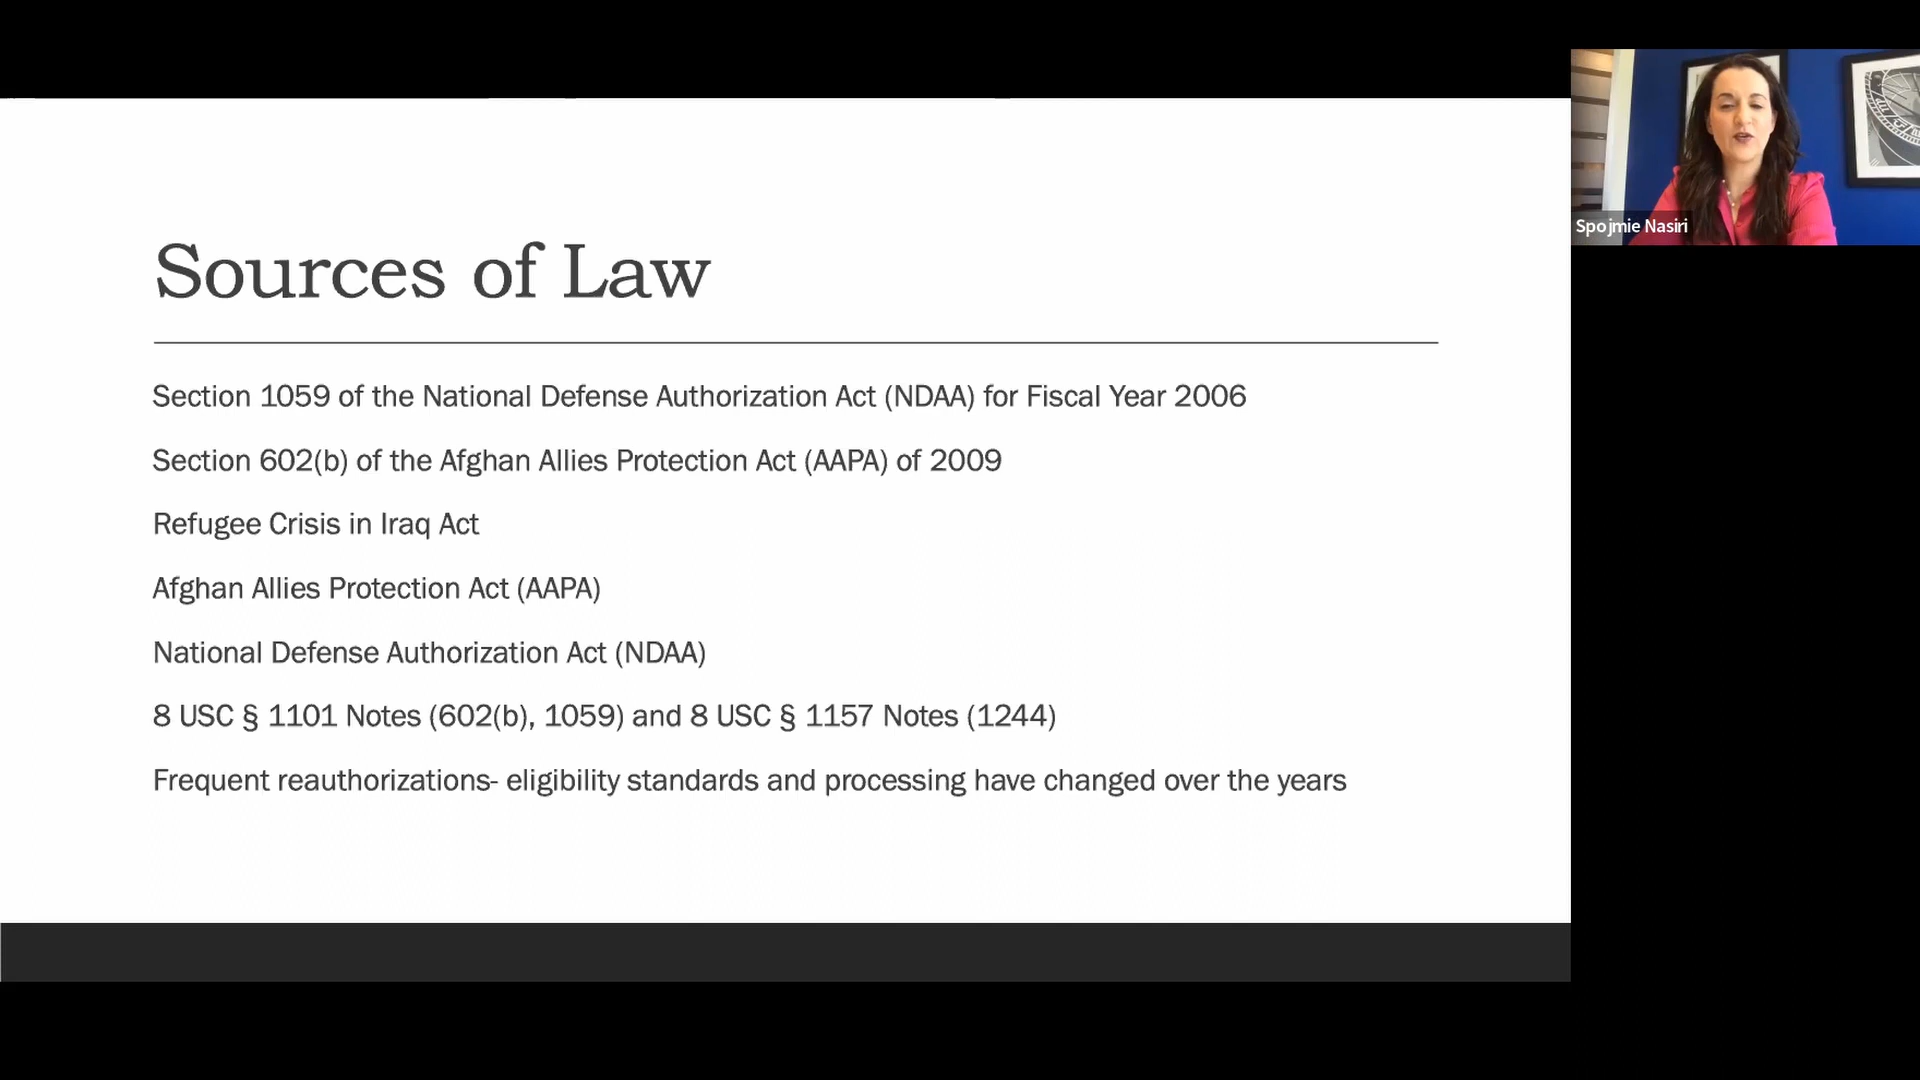 Sources of Law
Section 1059 of the National Defense Authorization Act (NDAA) for Fiscal Year 2006
Section 602(b) of the Afghan Allies Protection Act (AAPA) of 2009
Refugee Crisis in Iraq Act
Afghan Allies Protection Act (AAPA)
National Defense Authorization Act (NDAA)
8 USC § 1101 Notes (602(b), 1059) and 8 USC § 1157 Notes (1244)
Frequent reauthorizations- eligibility standards and processing have changed over the years
Spojmie Nasiri